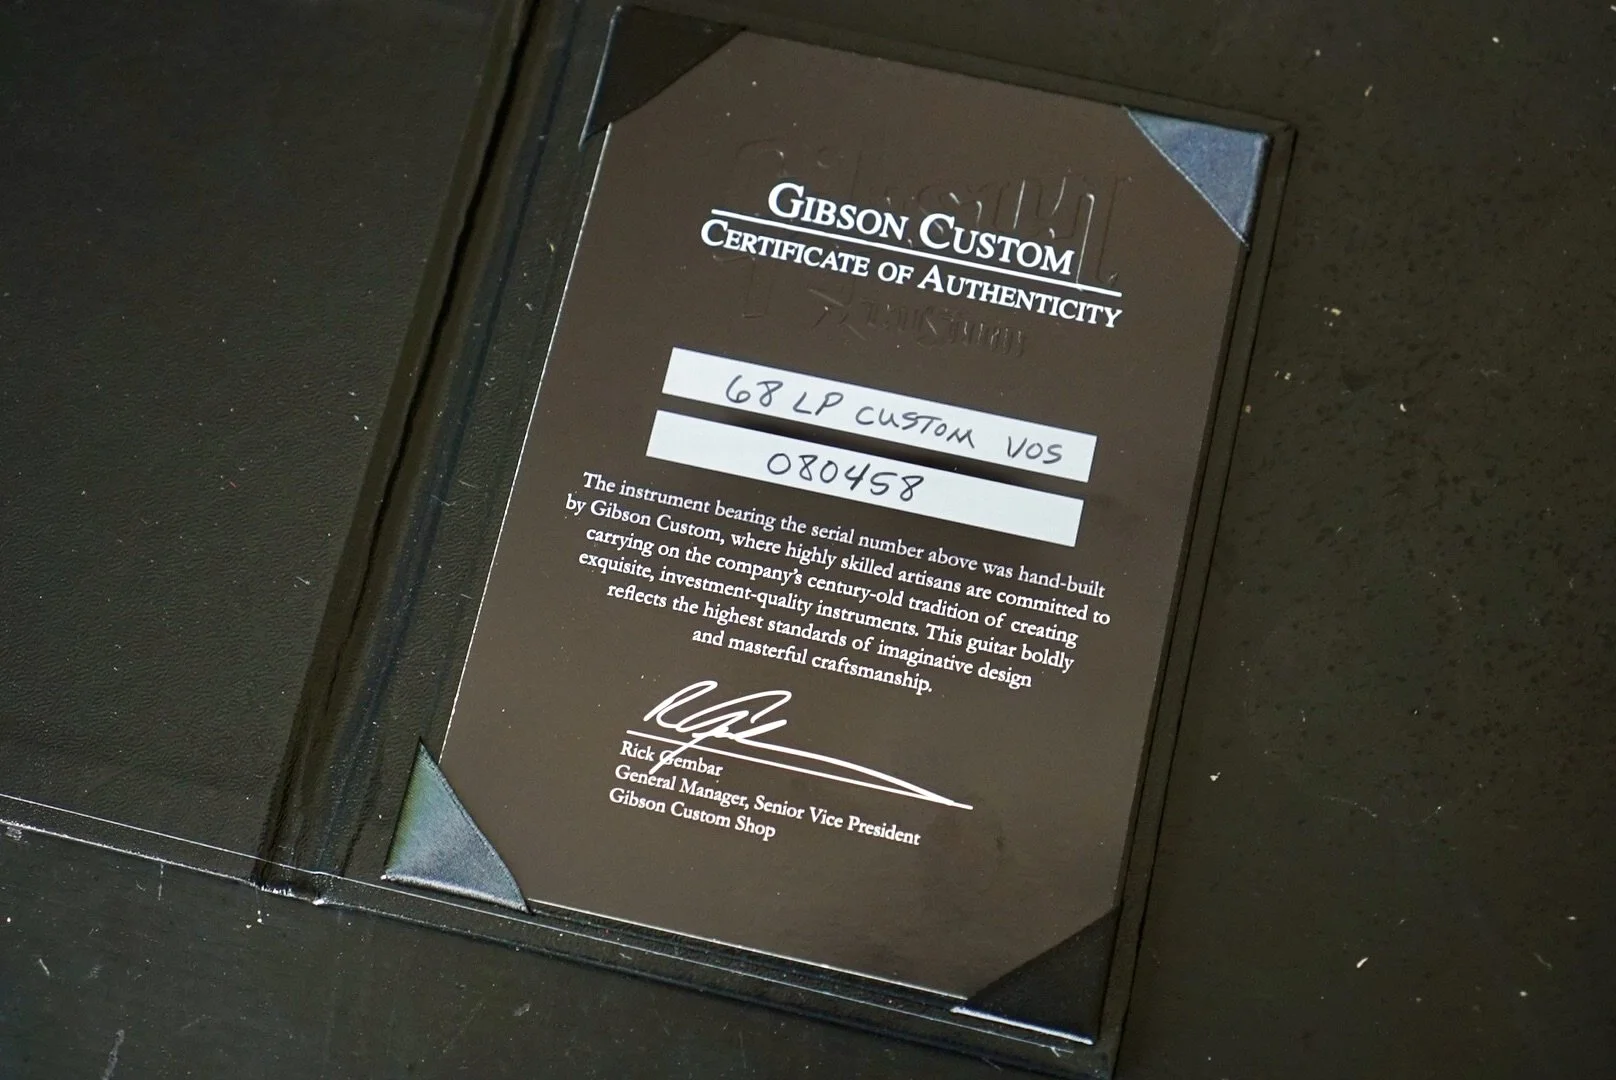 GIBSON CUSTOM
CERTIFICATE OF AUTHENTICITY
68 LP CUSTOM VOS
080458
The instrument bearing the serial number above was hand-built
by Gibson Custom, where highly skilled artisans are committed to
carrying on the company's century-old tradition of creating
exquisite, investment-quality instruments. This guitar boldly
reflects the highest standards of imaginative design
and masterful craftsmanship.
Rick Gembar
General Manager, Senior Vice President
Gibson Custom Shop